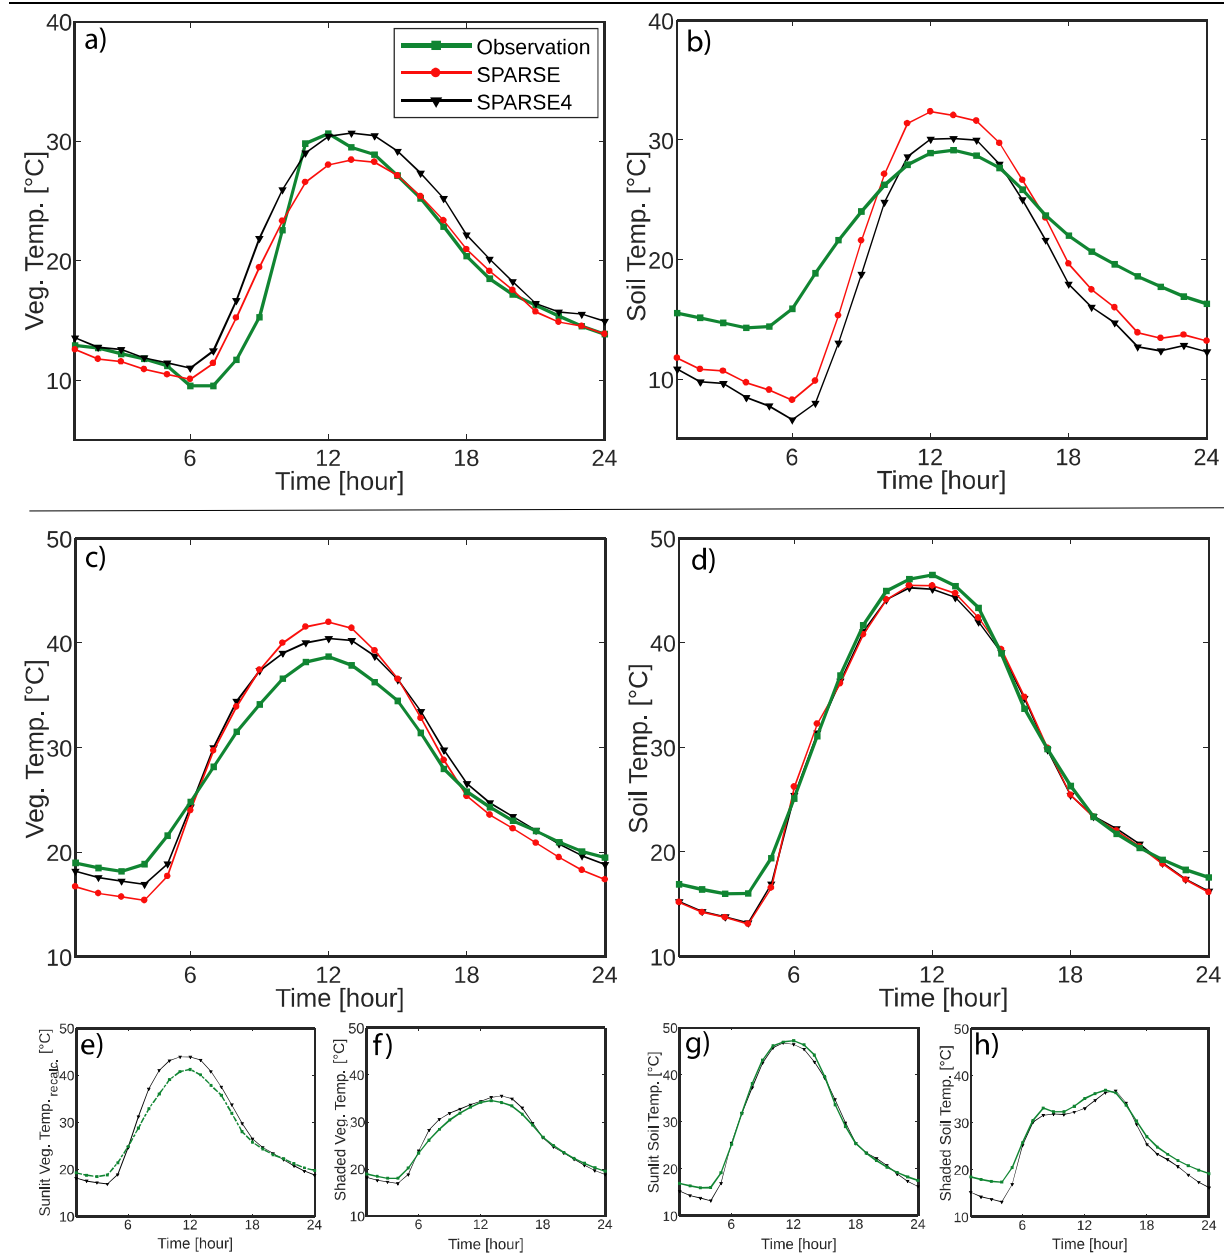 a)
40
30
20
10
6
12
18
24
Veg. Temp. [°C]
Time [hour]
Observation
SPARSE
SPARSE4
b)
40
30
20
10
6
12
18
24
Soil Temp. [°C]
Time [hour]
c)
50
40
30
20
10
6
12
18
24
Veg. Temp. [°C]
Time [hour]
d)
50
40
30
20
10
6
12
18
24
Soil Temp. [°C]
Time [hour]
e)
50
40
30
20
10
6
12
18
24
Sunlit Veg. Temp.recalc. [°C]
Time [hour]
f)
50
40
30
20
10
6
12
18
24
Shaded Veg. Temp. [°C]
Time [hour]
g)
50
40
30
20
10
6
12
18
24
Sunlit Soil Temp. [°C]
Time [hour]
h)
50
40
30
20
10
6
12
18
24
Shaded Soil Temp. [°C]
Time [hour]